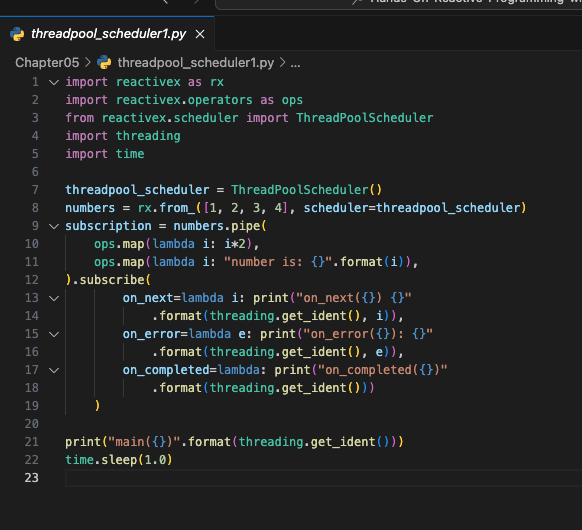 Hands-On Reactive Programming wi
threadpool_scheduler1.py ×
Chapter05 > threadpool_scheduler1.py > ...
1 import reactivex as rx
2 import reactivex.operators as ops
3 from reactivex.scheduler import ThreadPoolScheduler
4 import threading
5 import time
6
7 threadpool_scheduler = ThreadPoolScheduler()
8 numbers = rx.from_([1, 2, 3, 4], scheduler=threadpool_scheduler)
9 subscription = numbers.pipe(
10     ops.map(lambda i: i*2),
11     ops.map(lambda i: "number is: {}".format(i)),
12 ).subscribe(
13         on_next=lambda i: print("on_next({}) {}"
14             .format(threading.get_ident(), i)),
15         on_error=lambda e: print("on_error({}): {}"
16             .format(threading.get_ident(), e)),
17         on_completed=lambda: print("on_completed({})"
18             .format(threading.get_ident()))
19     )
20
21 print("main({})".format(threading.get_ident()))
22 time.sleep(1.0)
23